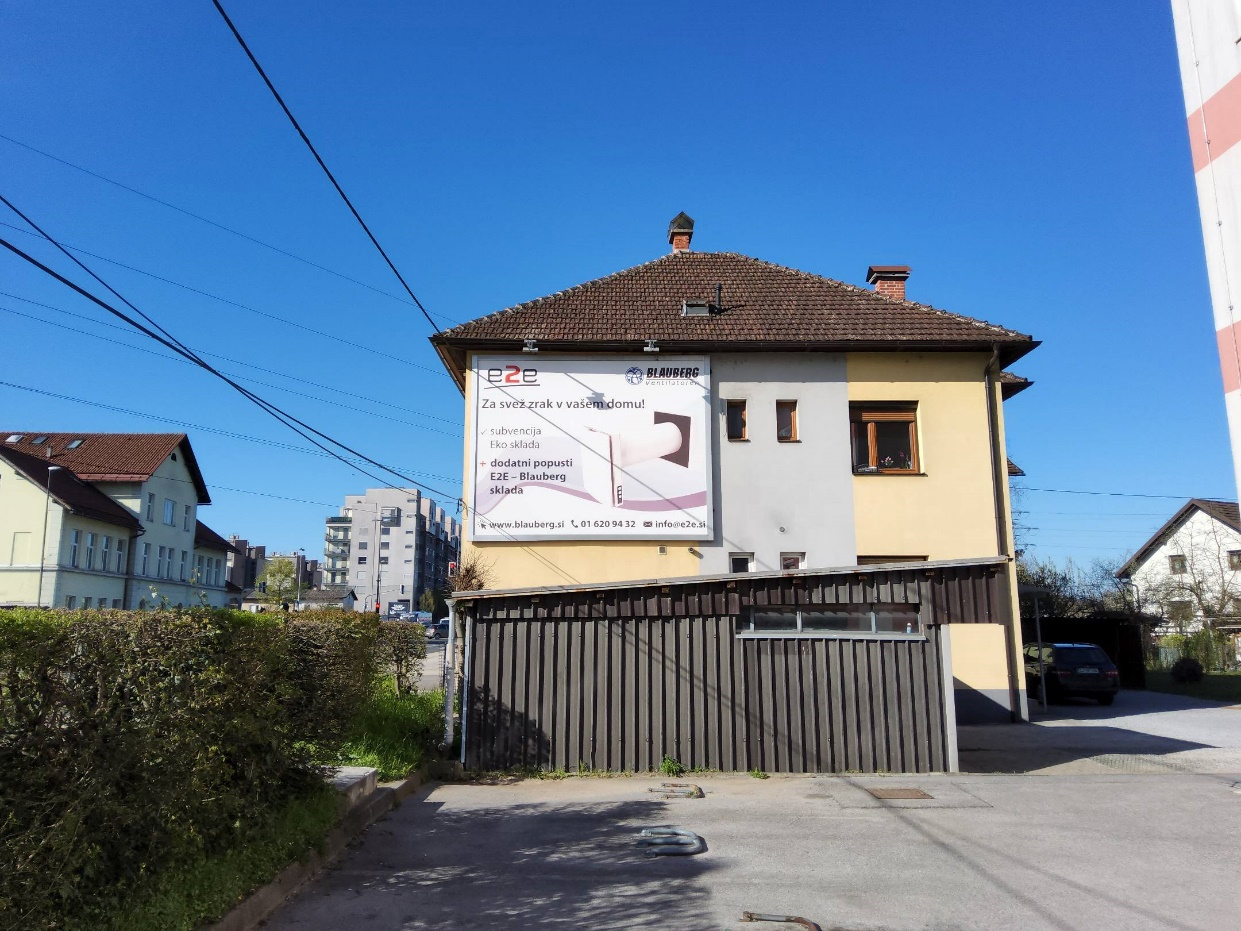 e2e
BLAUBERG
Ventilatoren
Za svež zrak v vašem domu!
✓ subvencija
Eko sklada
+ dodatni popusti
E2E – Blauberg
sklada
www.blauberg.si 01 620 94 32 info@e2e.si